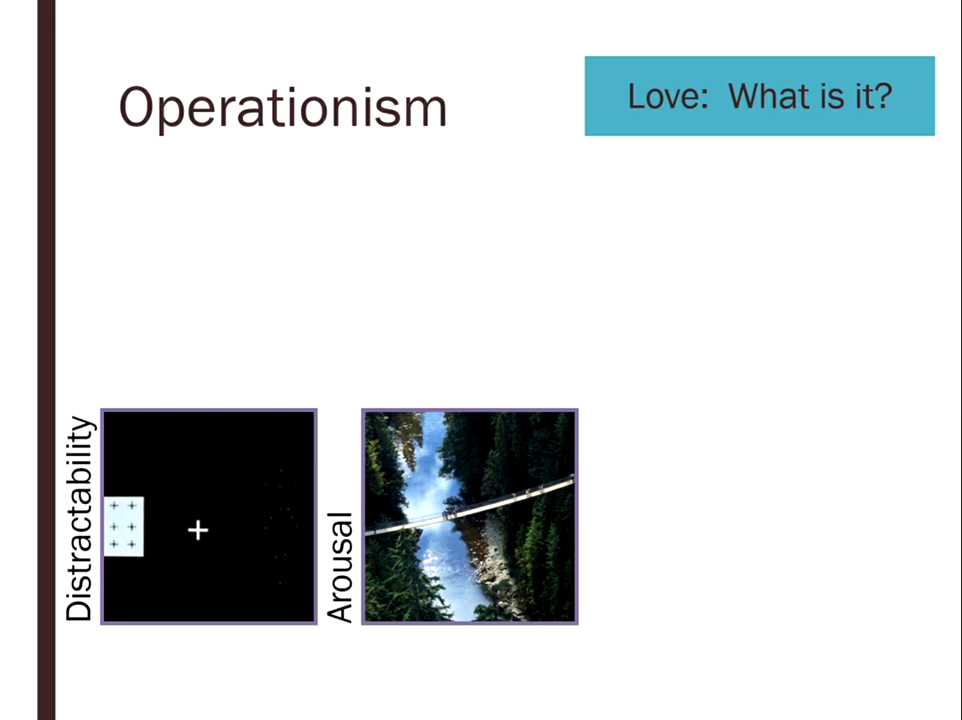 Operationism
Love: What is it?
Distractability
Arousal